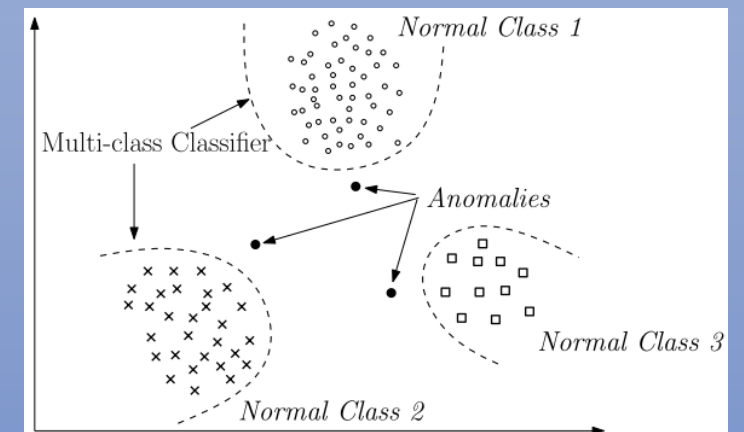 Normal Class 1
Multi-class Classifier
Anomalies
Normal Class 3
Normal Class 2